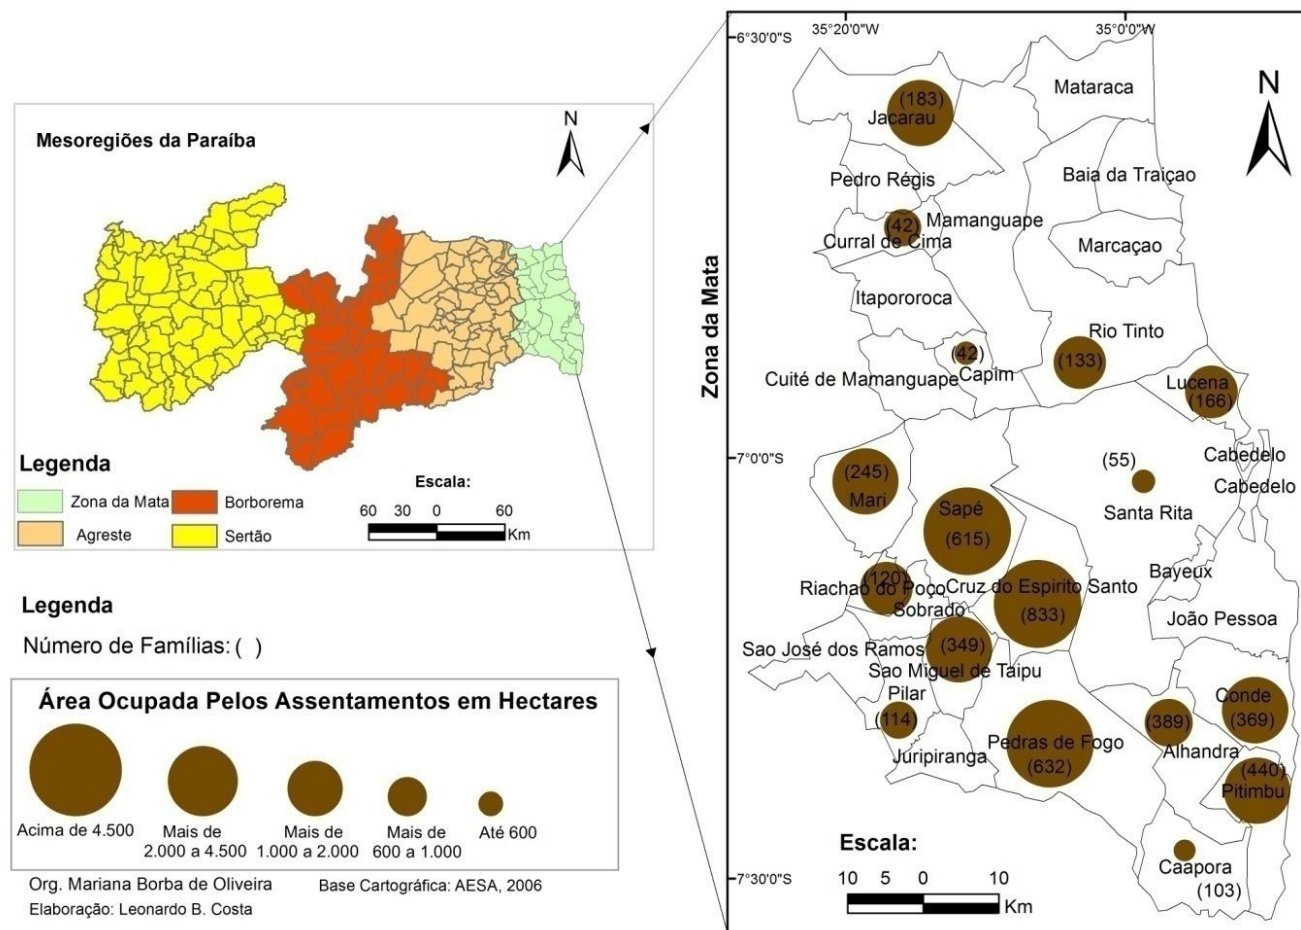 Mesoregiões da Paraíba
N
Legenda
Zona da Mata
Borborema
Agreste
Sertão
Escala:
60 30 0 60
Km
Legenda
Número de Famílias: ( )
Área Ocupada Pelos Assentamentos em Hectares
Acima de 4.500
Mais de
2.000 a 4.500
Mais de
1.000 a 2.000
Mais de
600 a 1.000
Até 600
Org. Mariana Borba de Oliveira
Base Cartográfica: AESA, 2006
Elaboração: Leonardo B. Costa
Zona da Mata
35°20'0"W
35°0'0"W
6°30'0"S
7°0'0"S
7°30'0"S
N
Mataraca
(183)
Jacarau
Pedro Régis
Baia da Traiçao
(42)
Mamanguape
Curral de Cima
Marcaçao
Itapororoca
Rio Tinto
(133)
(42)
Capim
Cuité de Mamanguape
Lucena
(166)
(55)
Santa Rita
Cabedelo
Cabedelo
(245)
Mari
Sapé
(615)
(120)
Riachao do Poço
Cruz do Espirito Santo
(833)
Sobrado
Bayeux
João Pessoa
Sao José dos Ramos
(349)
Sao Miguel de Taipu
Pilar
(114)
Juripiranga
Pedras de Fogo
(632)
(389)
Alhandra
Conde
(369)
(440)
Pitimbu
Caapora
(103)
Escala:
10 5 0 10
Km